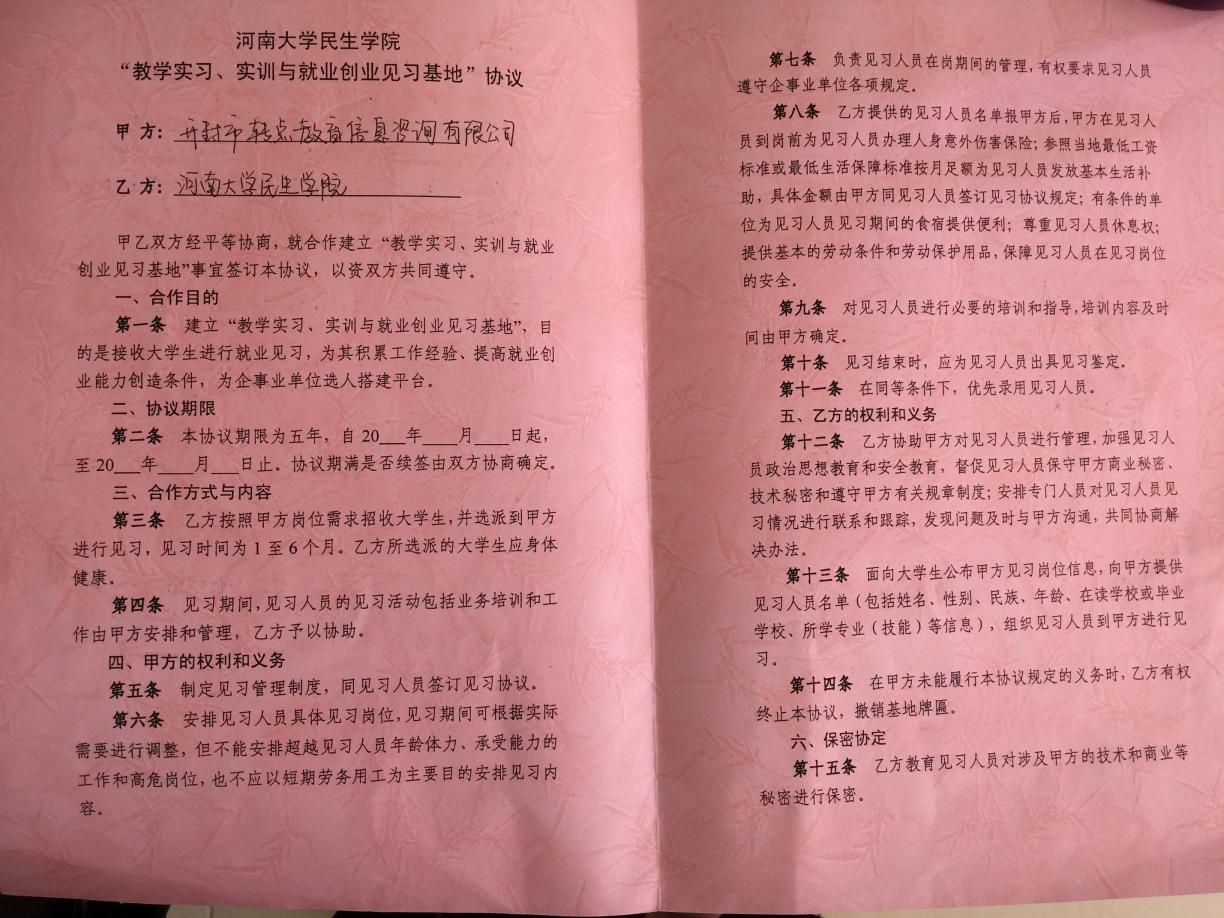 河南大学民生学院
“教学实习、实训与就业创业见习基地”协议
甲 方：开封市转点教育信息咨询有限公司
乙 方：河南大学民生学院
甲乙双方经平等协商，就合作建立“教学实习、实训与就业
创业见习基地”事宜签订本协议，以资双方共同遵守。
一、合作目的
第一条 建立“教学实习、实训与就业创业见习基地”，目
的是接收大学生进行就业见习，为其积累工作经验、提高就业创
业能力创造条件，为企事业单位选人搭建平台。
二、协议期限
第二条 本协议期限为五年，自 20___年____月____日起，
至 20___年____月___日止。协议期满是否续签由双方协商确定。
三、合作方式与内容
第三条 乙方按照甲方岗位需求招收大学生，并选派到甲方
进行见习，见习时间为 1 至 6 个月。乙方所选派的大学生应身体
健康。
第四条 见习期间，见习人员的见习活动包括业务培训和工
作由甲方安排和管理，乙方予以协助。
四、甲方的权利和义务
第五条 制定见习管理制度，同见习人员签订见习协议。
第六条 安排见习人员具体见习岗位，见习期间可根据实际
需要进行调整，但不能安排超越见习人员年龄体力、承受能力的
工作和高危岗位，也不应以短期劳务用工为主要目的安排见习内
容。
第七条 负责见习人员在岗期间的管理，有权要求见习人员
遵守企事业单位各项规定。
第八条 乙方提供的见习人员名单报甲方后，甲方在见习人
员到岗前为见习人员办理人身意外伤害保险；参照当地最低工资
标准或最低生活保障标准按月足额为见习人员发放基本生活补
助，具体金额由甲方同见习人员签订见习协议规定；有条件的单
位为见习人员见习期间的食宿提供便利；尊重见习人员休息权；
提供基本的劳动条件和劳动保护用品，保障见习人员在见习岗位
的安全。
第九条 对见习人员进行必要的培训和指导，培训内容及时
间由甲方确定。
第十条 见习结束时，应为见习人员出具见习鉴定。
第十一条 在同等条件下，优先录用见习人员。
五、乙方的权利和义务
第十二条 乙方协助甲方对见习人员进行管理，加强见习人
员政治思想教育和安全教育，督促见习人员保守甲方商业秘密、
技术秘密和遵守甲方有关规章制度；安排专门人员对见习人员见
习情况进行联系和跟踪，发现问题及时与甲方沟通，共同协商解
决办法。
第十三条 面向大学生公布甲方见习岗位信息，向甲方提供
见习人员名单（包括姓名、性别、民族、年龄、在读学校或毕业
学校、所学专业（技能）等信息），组织见习人员到甲方进行见
习。
第十四条 在甲方未能履行本协议规定的义务时，乙方有权
终止本协议，撤销基地牌匾。
六、保密协定
第十五条 乙方教育见习人员对涉及甲方的技术和商业等
秘密进行保密。